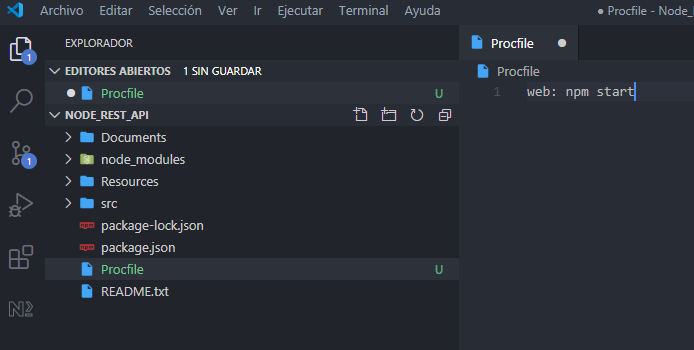 Archivo Editar Selección Ver Ir Ejecutar Terminal Ayuda ● Procfile - Node_
EXPLORADOR
EDITORES ABIERTOS 1 SIN GUARDAR
● Procfile U
NODE_REST_API
Documents
node_modules
Resources
src
package-lock.json
package.json
Procfile U
README.txt
1
1
N
Procfile ●
Procfile
1 web: npm start